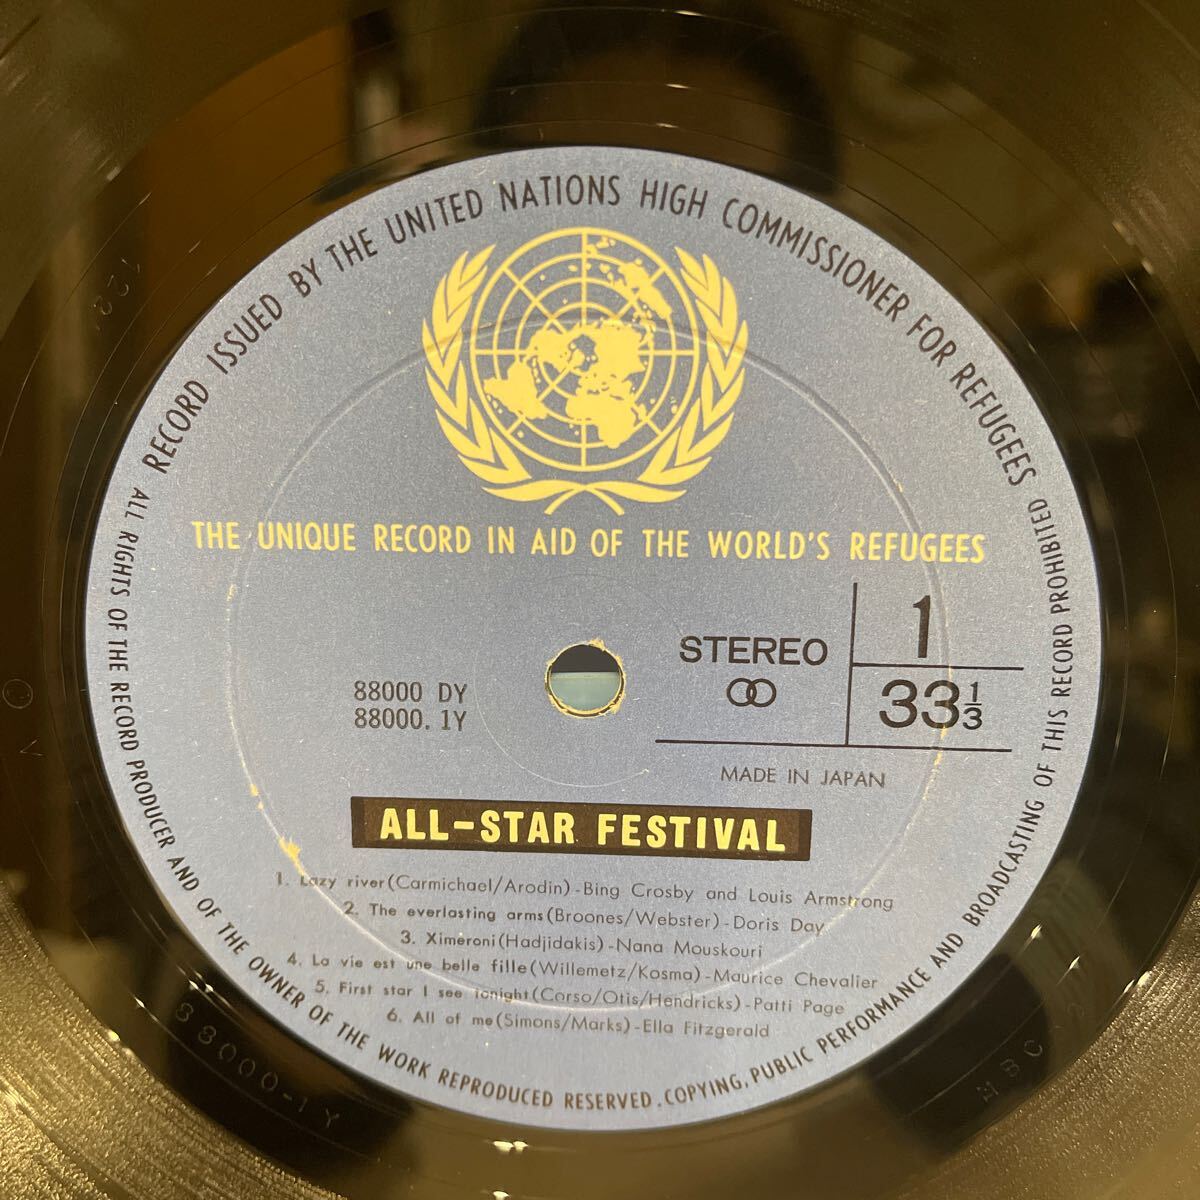 RECORD ISSUED BY THE UNITED NATIONS HIGH COMMISSIONER FOR REFUGEES
THE UNIQUE RECORD IN AID OF THE WORLD'S REFUGEES
STEREO
1
33 1/3
88000 DY
88000.1Y
MADE IN JAPAN
ALL-STAR FESTIVAL
1. Lazy river (Carmichael/Arodin)-Bing Crosby and Louis Armstrong
2. The everlasting arms (Broones/Webster)-Doris Day
3. Ximeroni (Hadjidakis)-Nana Mouskouri
4. La vie est une belle fille (Willemetz/Kosma)-Maurice Chevalier
5. First star I see tonight (Corso/Otis/Hendricks)-Patti Page
6. All of me (Simons/Marks)-Ella Fitzgerald
ALL RIGHTS OF THE RECORD PRODUCER AND OF THE OWNER OF THE WORK REPRODUCED RESERVED. COPYING, PUBLIC PERFORMANCE AND BROADCASTING OF THIS RECORD PROHIBITED
88000-1Y
122